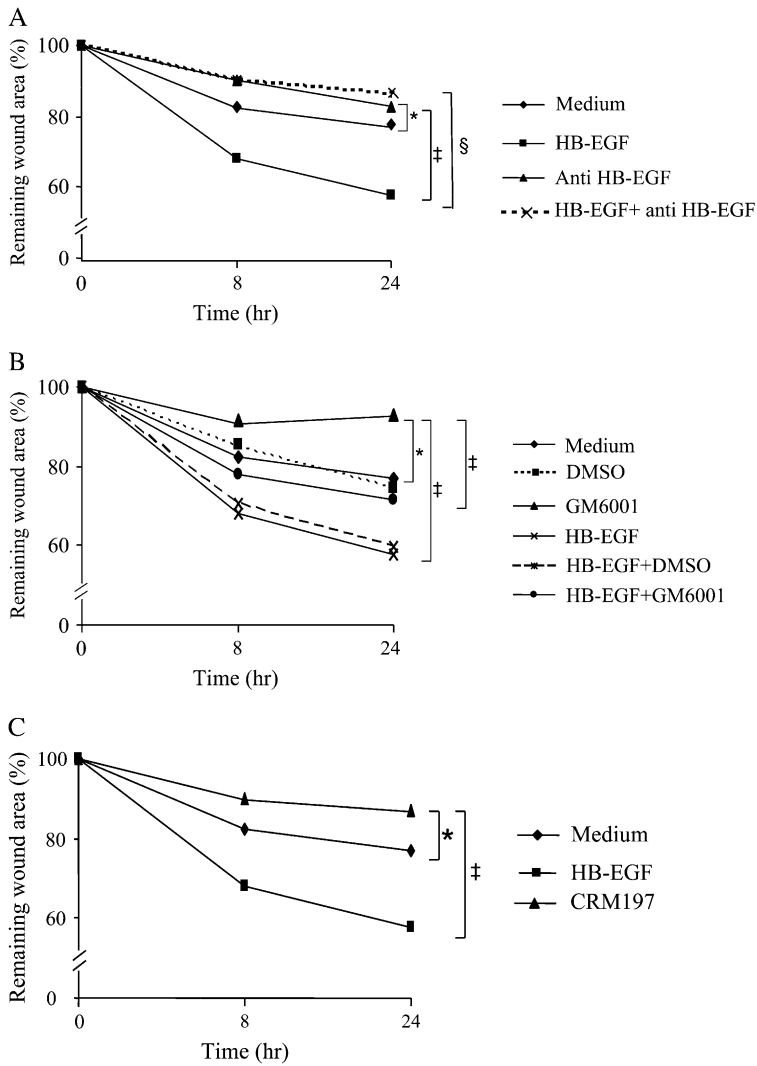 A
Remaining wound area (%)
100
80
60
0
0
8
24
Time (hr)
*
‡
§
Medium
HB-EGF
Anti HB-EGF
HB-EGF+ anti HB-EGF
B
Remaining wound area (%)
100
80
60
0
0
8
24
Time (hr)
*
‡
‡
Medium
DMSO
GM6001
HB-EGF
HB-EGF+DMSO
HB-EGF+GM6001
C
Remaining wound area (%)
100
80
60
0
0
8
24
Time (hr)
*
‡
Medium
HB-EGF
CRM197